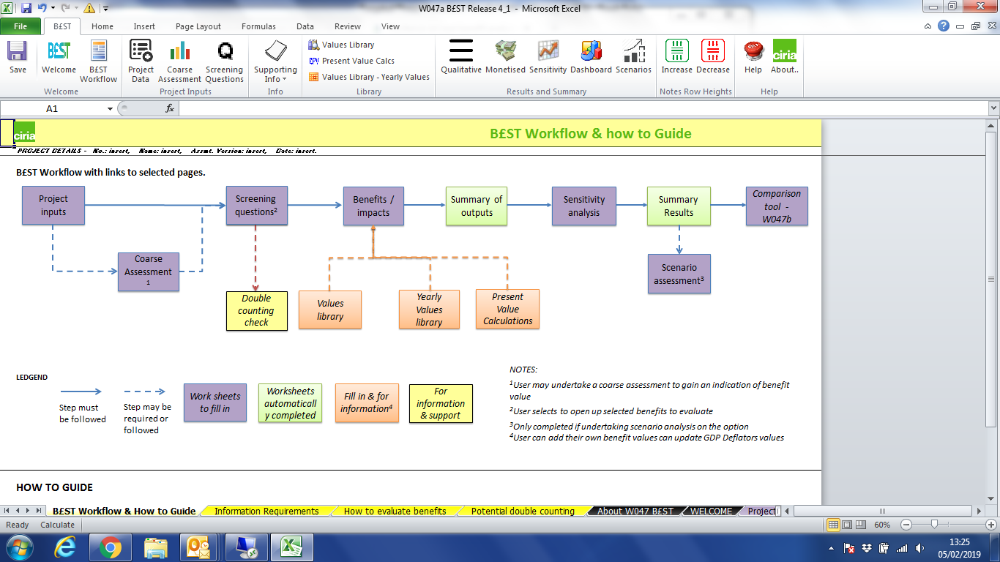 W047a B£ST Release 4_1 - Microsoft Excel
File B£ST Home Insert Page Layout Formulas Data Review View
Save
Welcome
B£ST
Workflow
Welcome
Project
Data
Coarse
Assessment
Screening
Questions
Project Inputs
Supporting
Info
Info
Values Library
EPV Present Value Calcs
Values Library - Yearly Values
Library
Qualitative Monetised Sensitivity Dashboard Scenarios
Results and Summary
Increase Decrease
Notes Row Heights
Help About..
Help
A1
fx
ciria
B£ST Workflow & how to Guide
PROJECT DETAILS - No.: insert, Name: insert, Assmt. Version: insert, Date: insert.
B£ST Workflow with links to selected pages.
Project
inputs
Screening
questions2
Benefits /
impacts
Summary of
outputs
Sensitivity
analysis
Summary
Results
Comparison
tool -
W047b
Coarse
Assessment
1
Scenario
assessment3
Double
counting
check
Values
library
Yearly
Values
library
Present
Value
Calculations
LEDGEND
Step must
be followed
Step may be
required or
followed
Work sheets
to fill in
Worksheets
automaticall
y completed
Fill in & for
information4
For
information
& support
NOTES:
1User may undertake a coarse assessment to gain an indication of benefit
value
2User selects to open up selected benefits to evaluate
3Only completed if undertaking scenario analysis on the option
4User can add their own benefit values can update GDP Deflators values
HOW TO GUIDE
B£ST Workflow & How to Guide Information Requirements How to evaluate benefits Potential double counting About W047 B£ST WELCOME Project
Ready Calculate
60%
13:25
05/02/2019